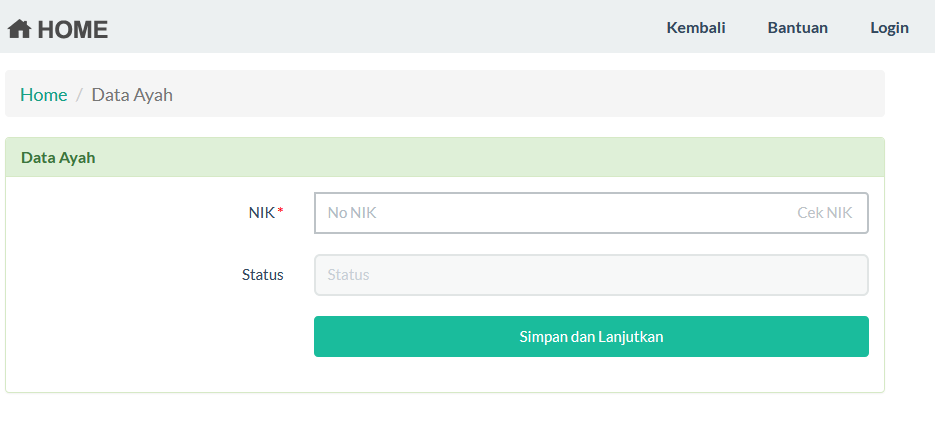 HOME Kembali Bantuan Login
Home / Data Ayah
Data Ayah
NIK* No NIK Cek NIK
Status Status
Simpan dan Lanjutkan